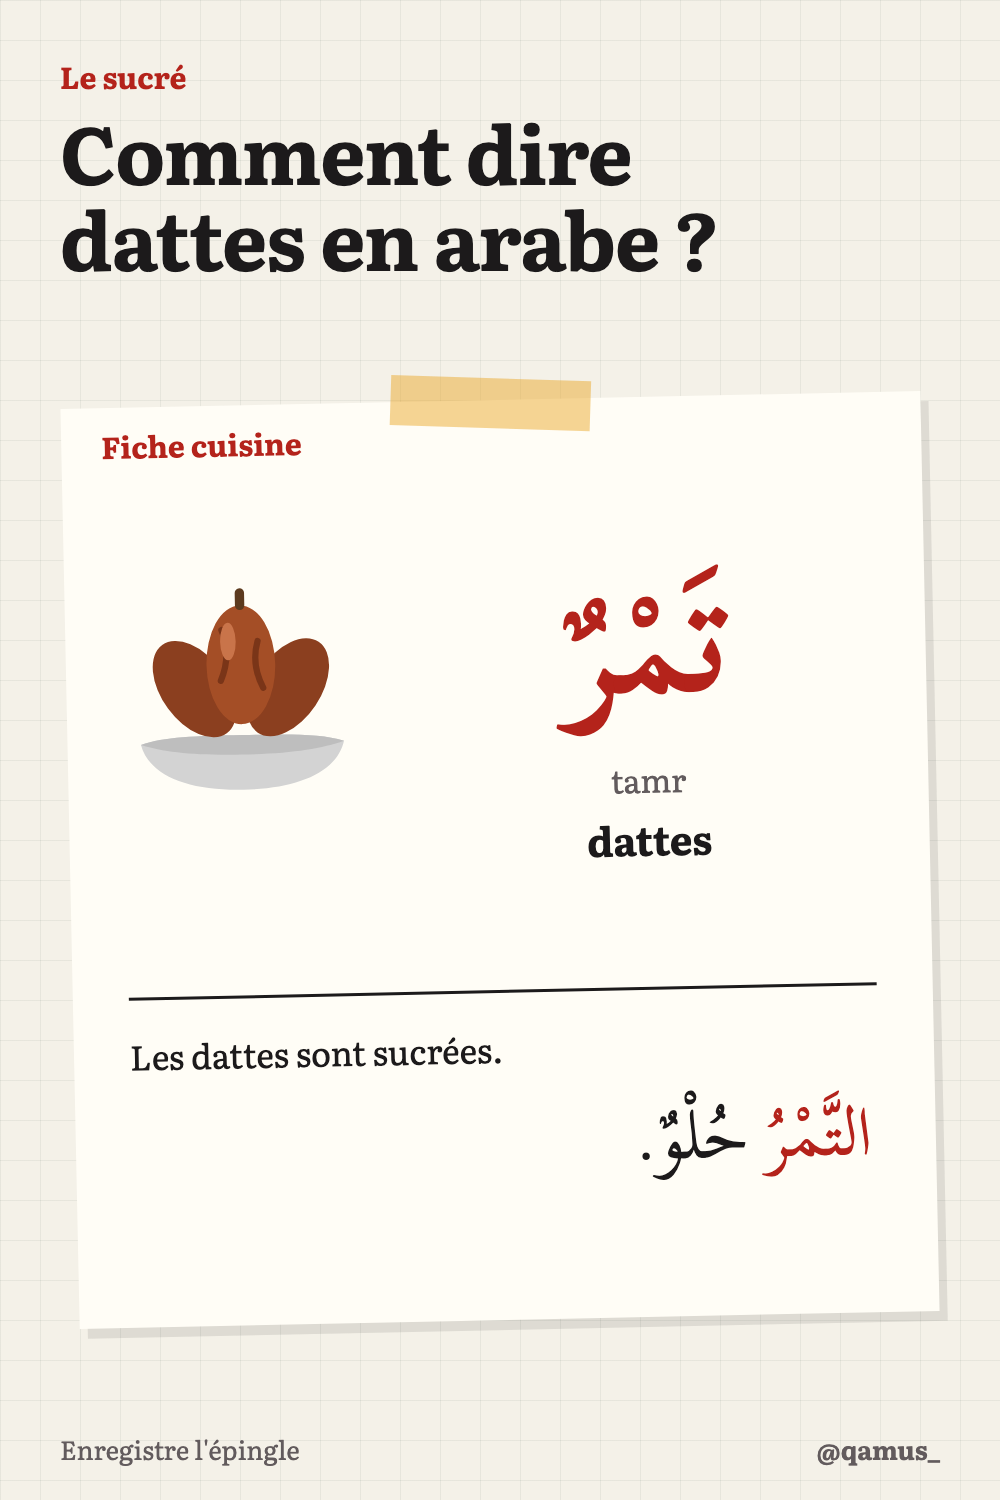 Le sucré
Comment dire
dattes en arabe ?
Fiche cuisine
تَمْرٌ
tamr
dattes
Les dattes sont sucrées.
التَّمْرُ حُلْوٌ.
Enregistre l'épingle
@qamus_